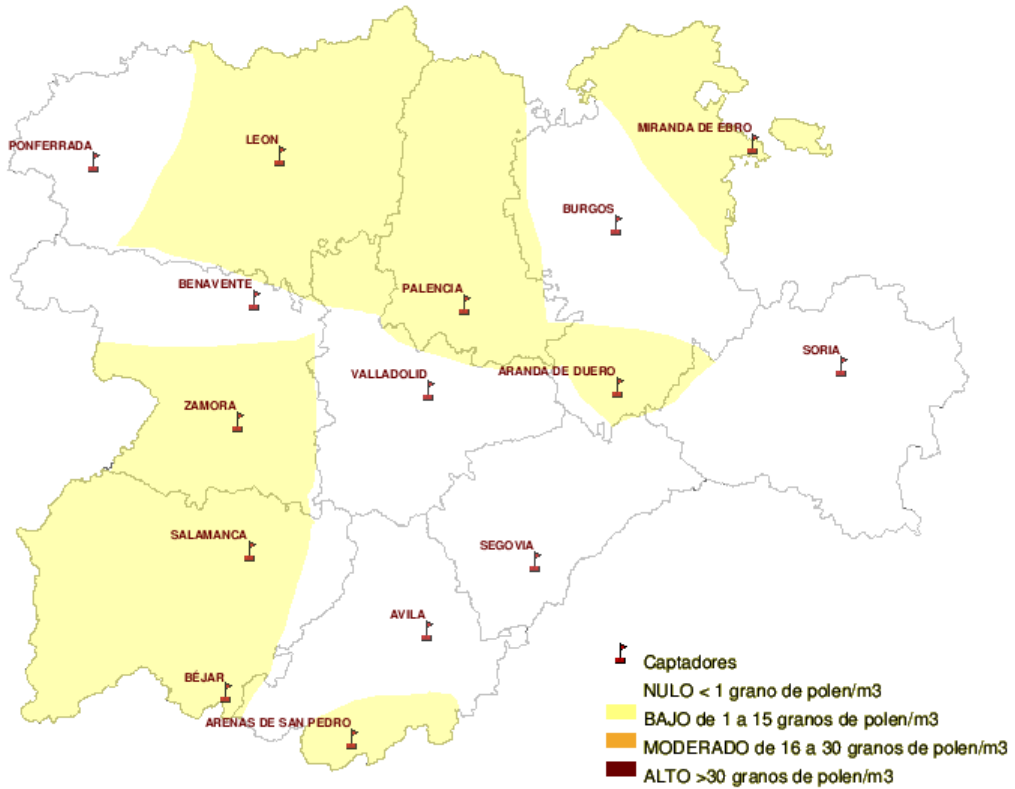 MIRANDA DE EBRO
PONFERRADA
LEON
BURGOS
BENAVENTE
PALENCIA
SORIA
VALLADOLID
ARANDA DE DUERO
ZAMORA
SALAMANCA
SEGOVIA
AVILA
BÉJAR
ARENAS DE SAN PEDRO
Captadores
NULO < 1 grano de polen/m3
BAJO de 1 a 15 granos de polen/m3
MODERADO de 16 a 30 granos de polen/m3
ALTO >30 granos de polen/m3